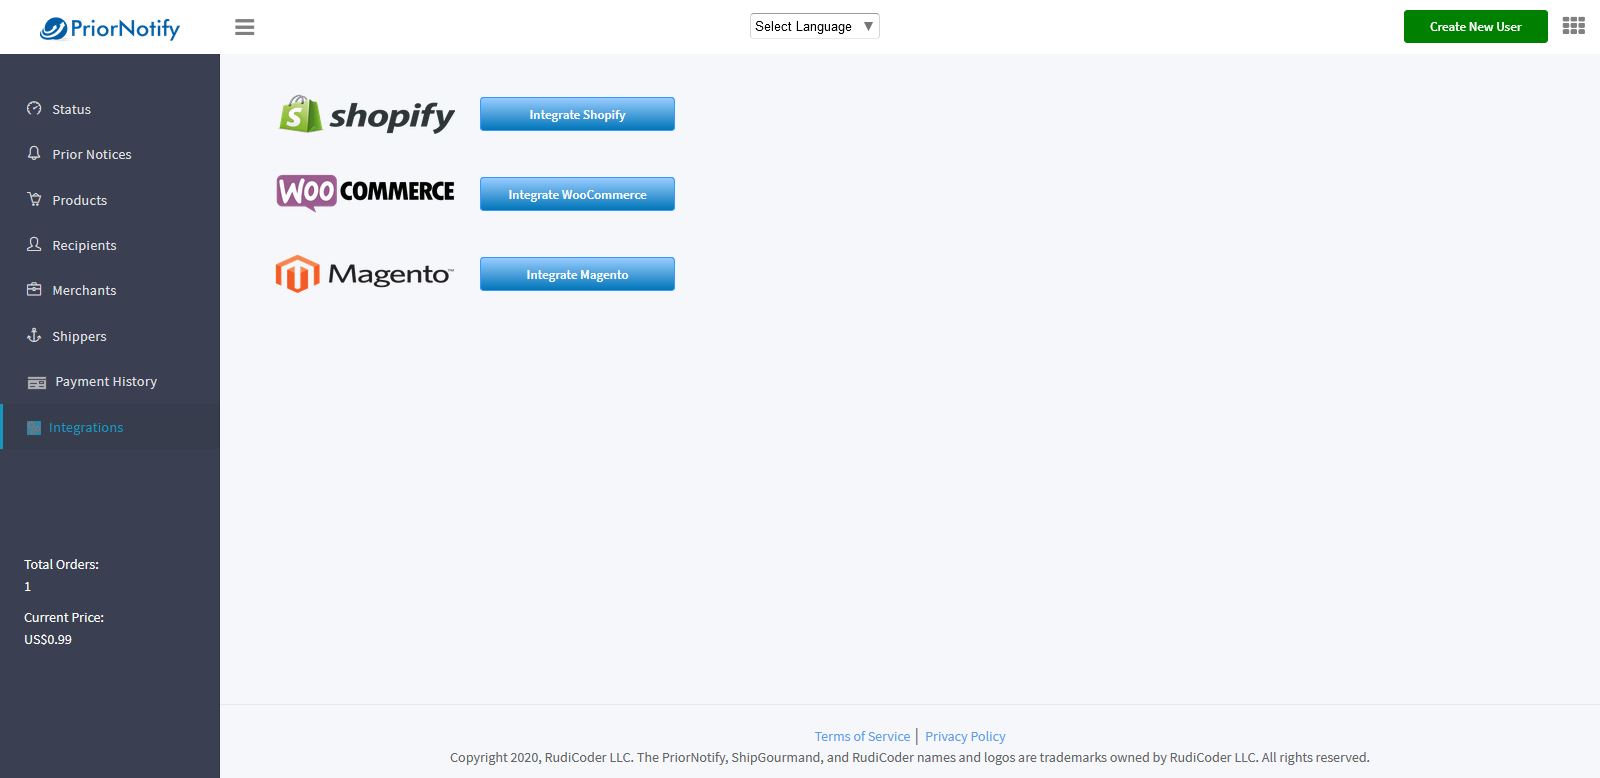 PriorNotify
Select Language ▼
Create New User
Status
Prior Notices
Products
Recipients
Merchants
Shippers
Payment History
Integrations
Total Orders:
1
Current Price:
US$0.99
shopify
Integrate Shopify
WOO COMMERCE
Integrate WooCommerce
Magento™
Integrate Magento
Terms of Service | Privacy Policy
Copyright 2020, RudiCoder LLC. The PriorNotify, ShipGourmand, and RudiCoder names and logos are trademarks owned by RudiCoder LLC. All rights reserved.